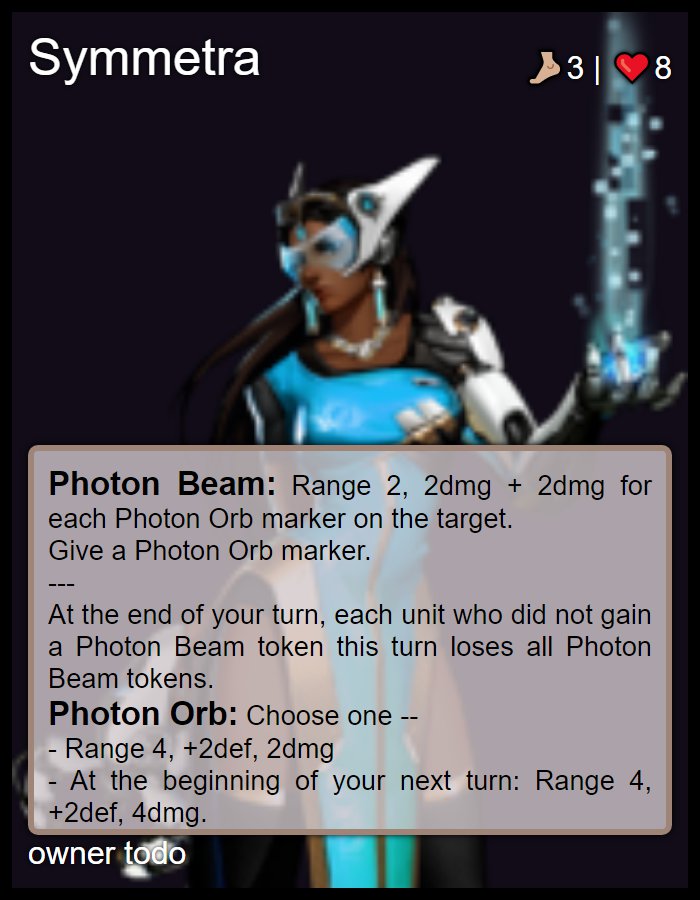 Symmetra
🦶🏼3 | ❤️8
Photon Beam: Range 2, 2dmg + 2dmg for
each Photon Orb marker on the target.
Give a Photon Orb marker.
---
At the end of your turn, each unit who did not gain
a Photon Beam token this turn loses all Photon
Beam tokens.
Photon Orb: Choose one --
- Range 4, +2def, 2dmg
- At the beginning of your next turn: Range 4,
+2def, 4dmg.
owner todo